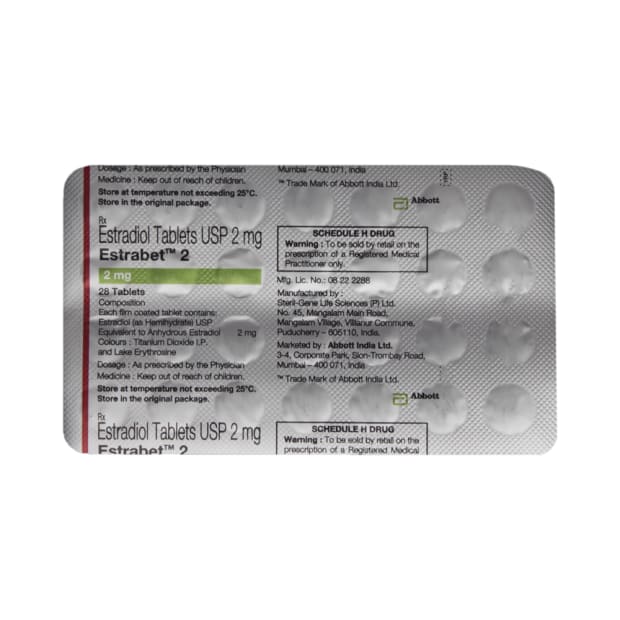 Dosage : As prescribed by the Physician
Medicine : Keep out of reach of children.
Store at temperature not exceeding 25°C.
Store in the original package.
Mumbai – 400 071, India
™ Trade Mark of Abbott India Ltd.
Abbott
Rx
Estradiol Tablets USP 2 mg
Estrabet™ 2
2 mg
28 Tablets
Composition
Each film coated tablet contains:
Estradiol (as Hemihydrate) USP
Equivalent to Anhydrous Estradiol 2 mg
Colours : Titanium Dioxide I.P.
and Lake Erythrosine
Dosage : As prescribed by the Physician
Medicine : Keep out of reach of children.
Store at temperature not exceeding 25°C.
Store in the original package.
SCHEDULE H DRUG
Warning : To be sold by retail on the
prescription of a Registered Medical
Practitioner only.
Mfg. Lic. No.: 08 22 2288
Manufactured by :
Steril-Gene Life Sciences (P) Ltd.
No. 45, Mangalam Main Road,
Mangalam Village, Villianur Commune,
Puducherry – 605110, India.
Marketed by : Abbott India Ltd.
3-4, Corporate Park, Sion-Trombay Road,
Mumbai – 400 071, India
™ Trade Mark of Abbott India Ltd.
Abbott
Rx
Estradiol Tablets USP 2 mg
Estrabet™ 2
SCHEDULE H DRUG
Warning : To be sold by retail on the
prescription of a Registered Medical